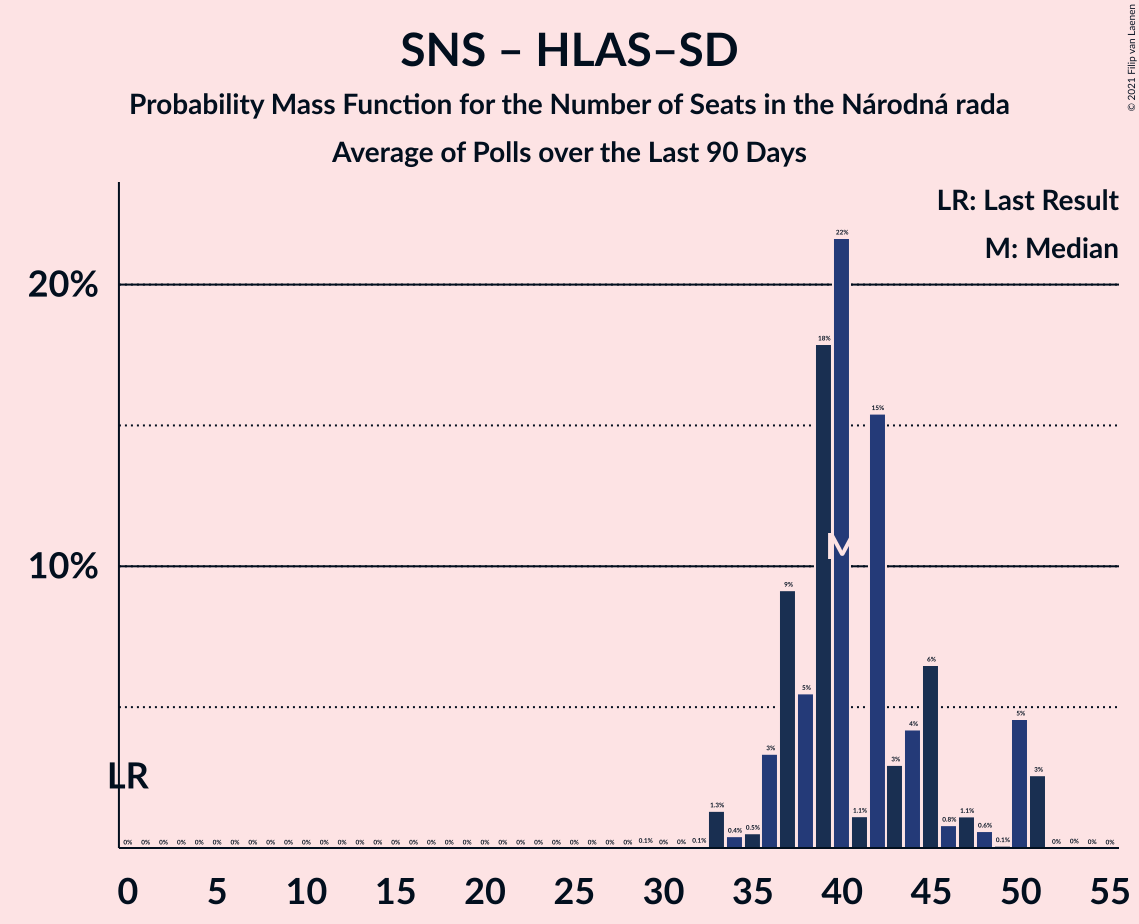 SNS – HLAS–SD
Probability Mass Function for the Number of Seats in the Národná rada
Average of Polls over the Last 90 Days
© 2021 Filip van Laenen
LR: Last Result
M: Median
20%
10%
LR
M
0% 0% 0% 0% 0% 0% 0% 0% 0% 0% 0% 0% 0% 0% 0% 0% 0% 0% 0% 0% 0% 0% 0% 0% 0% 0% 0% 0% 0% 0.1% 0% 0% 0.1% 1.3% 0.4% 0.5% 3% 9% 5% 18% 22% 1.1% 15% 3% 4% 6% 0.8% 1.1% 0.6% 0.1% 5% 3% 0% 0% 0% 0%
0 5 10 15 20 25 30 35 40 45 50 55